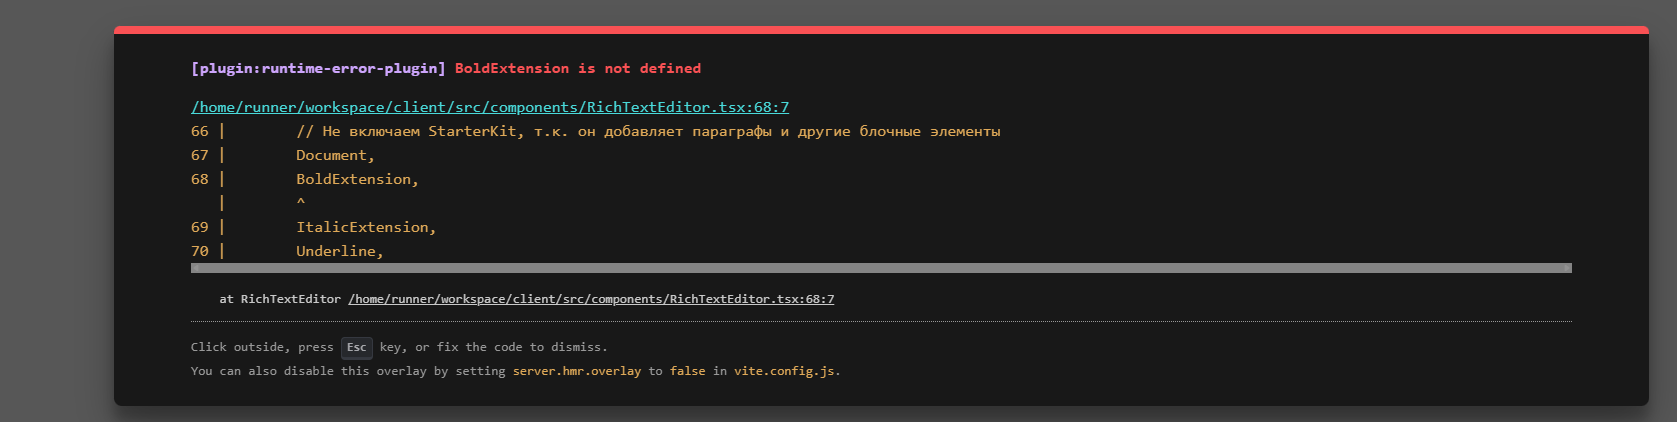 [plugin:runtime-error-plugin] BoldExtension is not defined
/home/runner/workspace/client/src/components/RichTextEditor.tsx:68:7
66 |        // Не включаем StarterKit, т.к. он добавляет параграфы и другие блочные элементы
67 |        Document,
68 |        BoldExtension,
   |        ^
69 |        ItalicExtension,
70 |        Underline,
at RichTextEditor /home/runner/workspace/client/src/components/RichTextEditor.tsx:68:7
Click outside, press Esc key, or fix the code to dismiss.
You can also disable this overlay by setting server.hmr.overlay to false in vite.config.js.